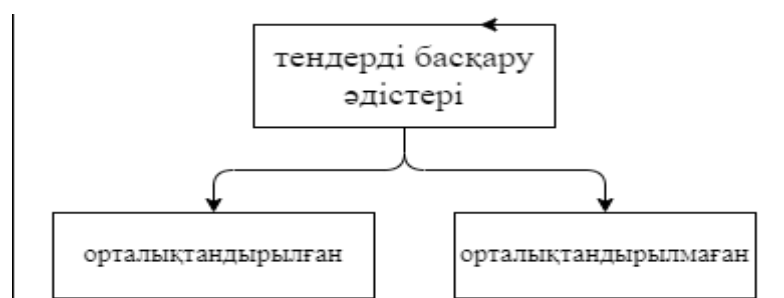 тендерді басқару
әдістері
орталықтандырылған
орталықтандырылмаған